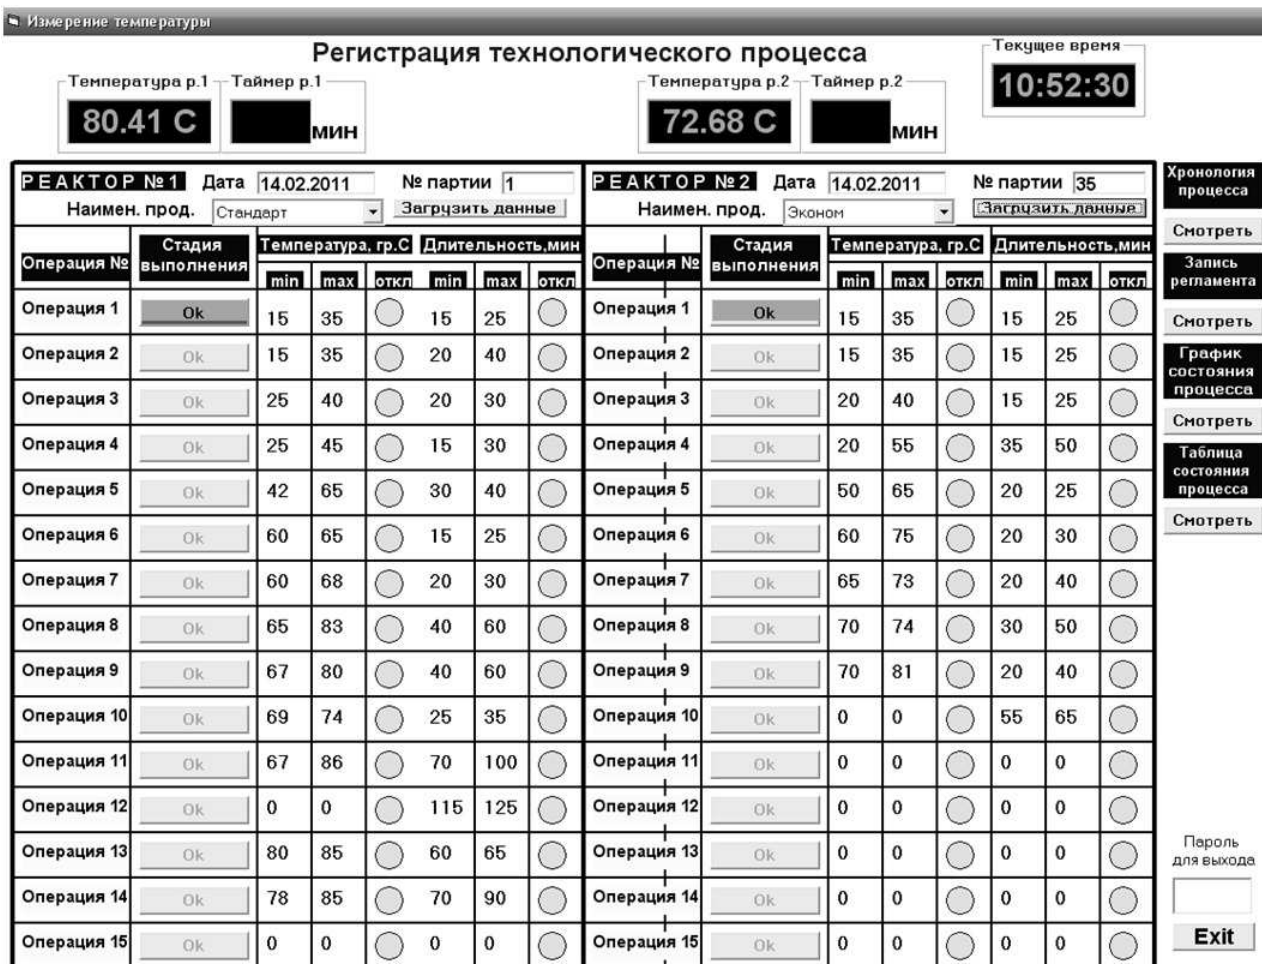 Измерение температуры
Регистрация технологического процесса
Текущее время
10:52:30
Температура р.1 Таймер р.1
80.41 C мин
Температура р.2 Таймер р.2
72.68 C мин
РЕАКТОР №1 Дата 14.02.2011 № партии 1
Наимен. прод. Стандарт Загрузить данные
Операция № Стадия выполнения Температура, гр.С Длительность,мин
min max откл min max откл
Операция 1 Ok 15 35 15 25
Операция 2 Ok 15 35 20 40
Операция 3 Ok 25 40 20 30
Операция 4 Ok 25 45 15 30
Операция 5 Ok 42 65 30 40
Операция 6 Ok 60 65 15 25
Операция 7 Ok 60 68 20 30
Операция 8 Ok 65 83 40 60
Операция 9 Ok 67 80 40 60
Операция 10 Ok 69 74 25 35
Операция 11 Ok 67 86 70 100
Операция 12 Ok 0 0 115 125
Операция 13 Ok 80 85 60 65
Операция 14 Ok 78 85 70 90
Операция 15 Ok 0 0 0 0
РЕАКТОР №2 Дата 14.02.2011 № партии 35
Наимен. прод. Эконом Загрузить данные
Операция № Стадия выполнения Температура, гр.С Длительность,мин
min max откл min max откл
Операция 1 Ok 15 35 15 25
Операция 2 Ok 15 35 15 25
Операция 3 Ok 20 40 15 25
Операция 4 Ok 20 55 35 50
Операция 5 Ok 50 65 20 25
Операция 6 Ok 60 75 20 30
Операция 7 Ok 65 73 20 40
Операция 8 Ok 70 74 30 50
Операция 9 Ok 70 81 20 40
Операция 10 Ok 0 0 55 65
Операция 11 Ok 0 0 0 0
Операция 12 Ok 0 0 0 0
Операция 13 Ok 0 0 0 0
Операция 14 Ok 0 0 0 0
Операция 15 Ok 0 0 0 0
Хронология
процесса
Смотреть
Запись
регламента
Смотреть
График
состояния
процесса
Смотреть
Таблица
состояния
процесса
Смотреть
Пароль
для выхода
Exit